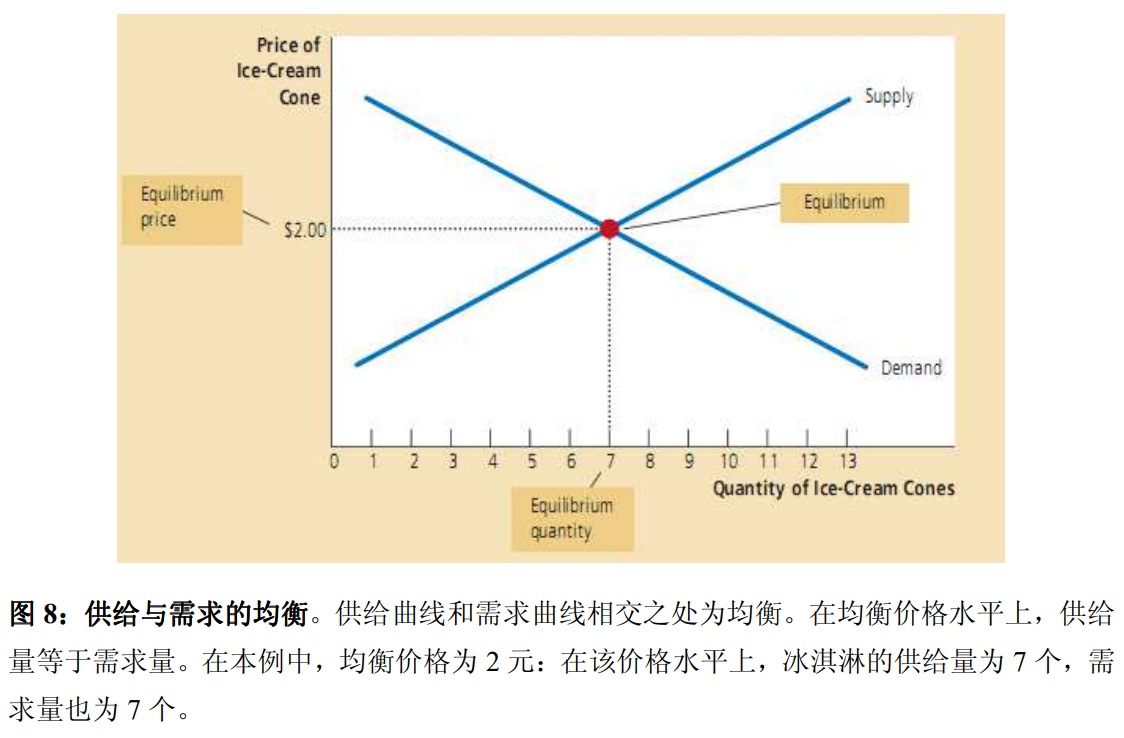 Price of
Ice-Cream
Cone
Supply
Equilibrium
price
Equilibrium
$2.00
Demand
0 1 2 3 4 5 6 7 8 9 10 11 12 13
Quantity of Ice-Cream Cones
Equilibrium
quantity
图 8：供给与需求的均衡。供给曲线和需求曲线相交之处为均衡。在均衡价格水平上，供给
量等于需求量。在本例中，均衡价格为 2 元：在该价格水平上，冰淇淋的供给量为 7 个，需
求量也为 7 个。